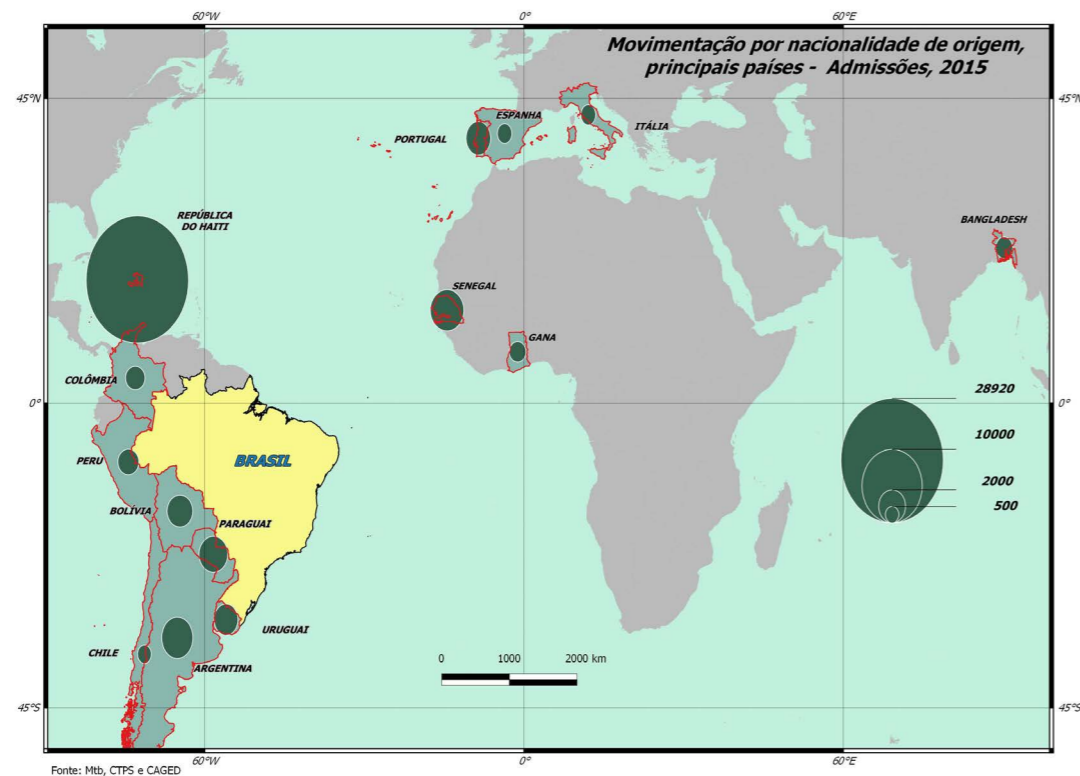 60°W
0°
60°E
Movimentação por nacionalidade de origem,
principais países - Admissões, 2015
45°N
45°N
ESPANHA
PORTUGAL
ITÁLIA
REPÚBLICA
DO HAITI
BANGLADESH
SENEGAL
GANA
COLÔMBIA
28920
0°
0°
10000
PERU
BRASIL
2000
500
BOLÍVIA
PARAGUAI
URUGUAI
CHILE
ARGENTINA
0 1000 2000 km
45°S
45°S
60°W
0°
60°E
Fonte: Mtb, CTPS e CAGED